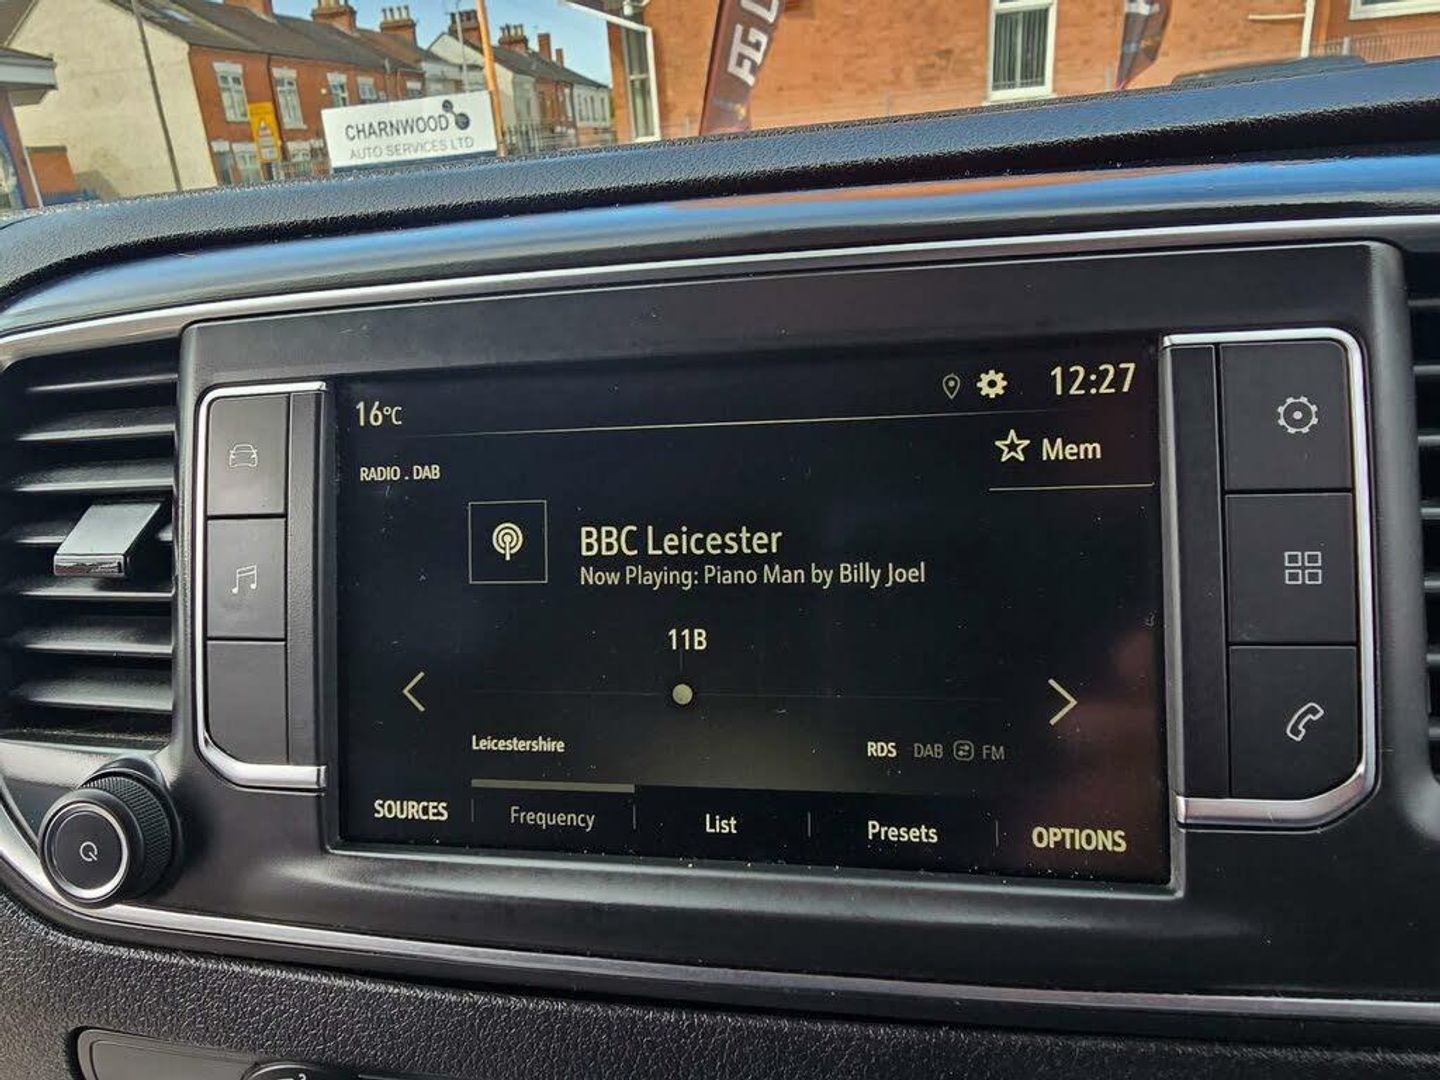 CHARNWOOD
AUTO SERVICES LTD
16°C
12:27
Mem
RADIO . DAB
BBC Leicester
Now Playing: Piano Man by Billy Joel
11B
Leicestershire
RDS DAB FM
SOURCES
Frequency
List
Presets
OPTIONS